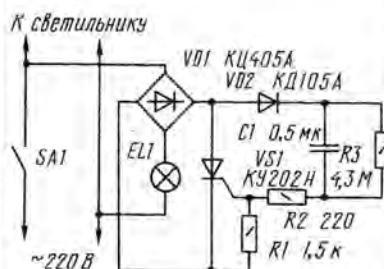 К светильнику
VD1 КЦ405А
VD2 КД105А
C1 0,5 мк
EL1
SA1
VS1
R3
КУ202Н
4,3 М
R2 220
~220 В
R1 1,5 к